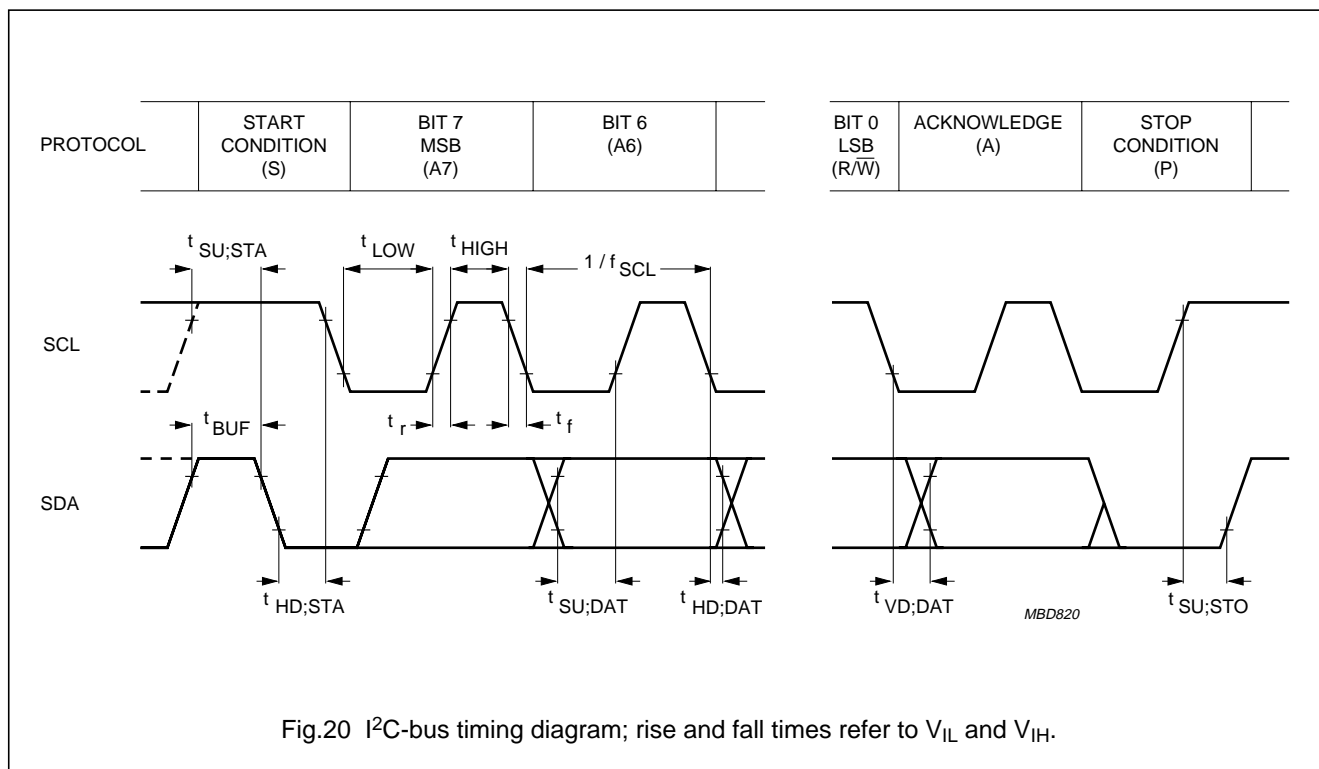 PROTOCOL
START
CONDITION
(S)
BIT 7
MSB
(A7)
BIT 6
(A6)
BIT 0
LSB
(R/W̅)
ACKNOWLEDGE
(A)
STOP
CONDITION
(P)
t SU;STA
t LOW
t HIGH
1 / f SCL
SCL
t BUF
t r
t f
SDA
t HD;STA
t SU;DAT
t HD;DAT
t VD;DAT
MBD820
t SU;STO
Fig.20 I²C-bus timing diagram; rise and fall times refer to VIL and VIH.